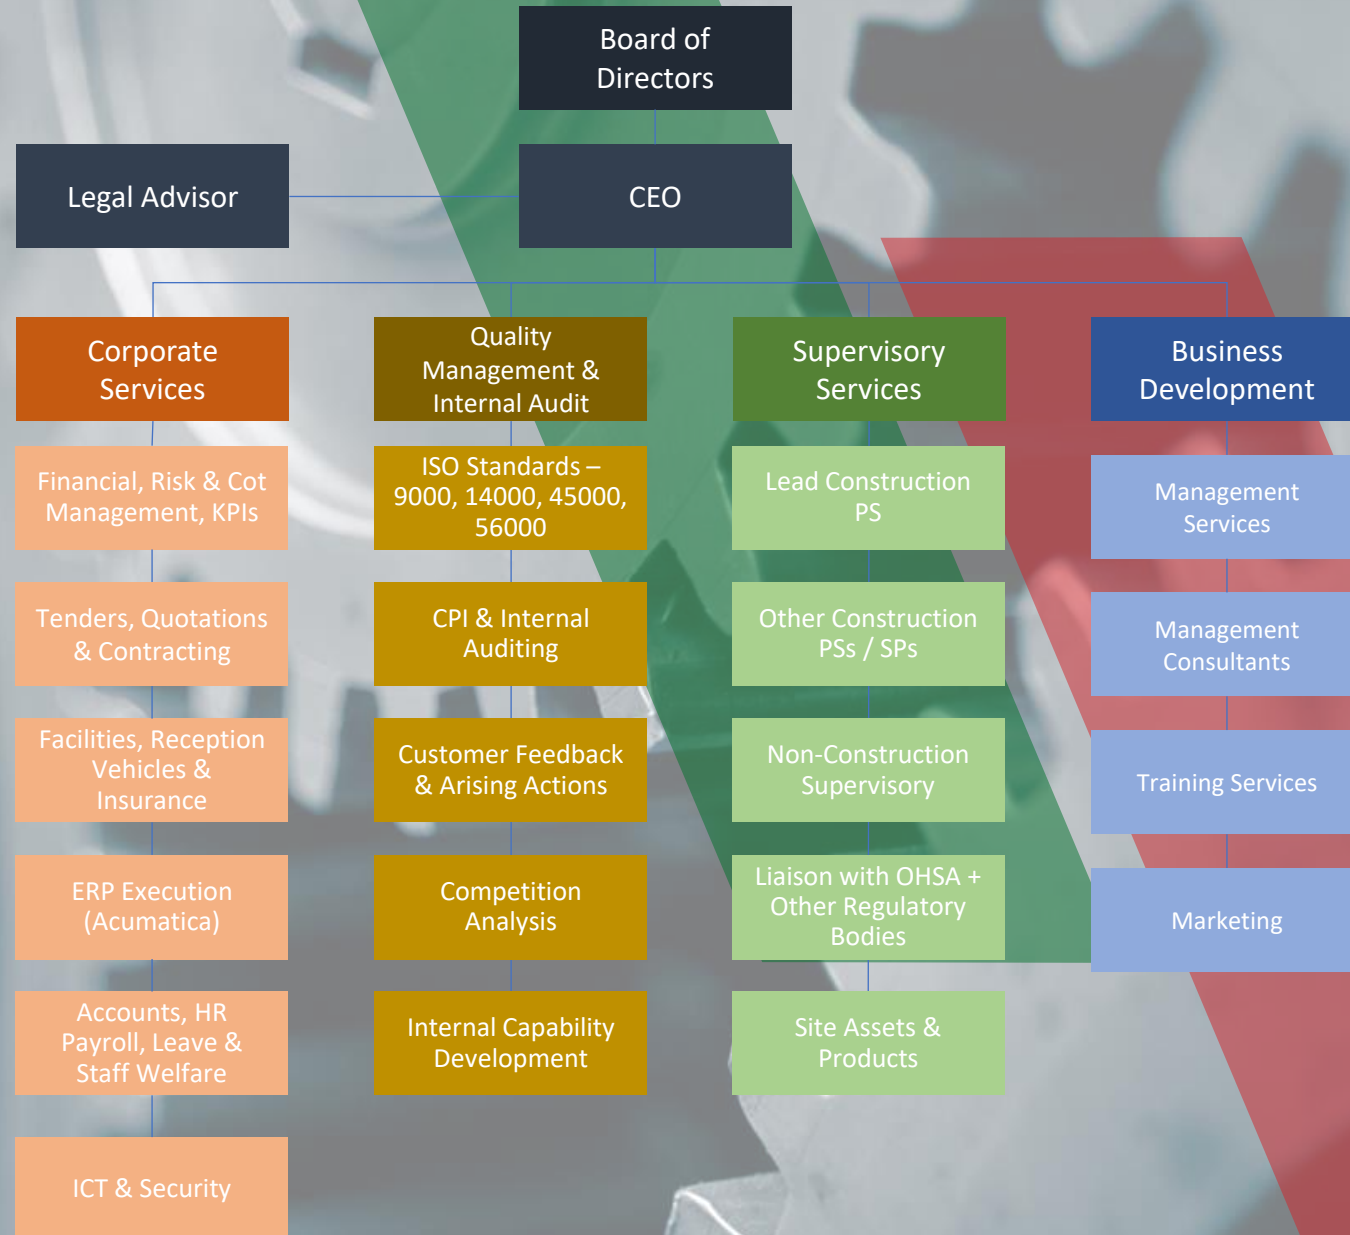 Board of
Directors
Legal Advisor
CEO
Corporate
Services
Quality
Management &
Internal Audit
Supervisory
Services
Business
Development
Financial, Risk & Cot
Management, KPIs
Tenders, Quotations
& Contracting
Facilities, Reception
Vehicles &
Insurance
ERP Execution
(Acumatica)
Accounts, HR
Payroll, Leave &
Staff Welfare
ICT & Security
ISO Standards –
9000, 14000, 45000,
56000
CPI & Internal
Auditing
Customer Feedback
& Arising Actions
Competition
Analysis
Internal Capability
Development
Lead Construction
PS
Other Construction
PSs / SPs
Non-Construction
Supervisory
Liaison with OHSA +
Other Regulatory
Bodies
Site Assets &
Products
Management
Services
Management
Consultants
Training Services
Marketing